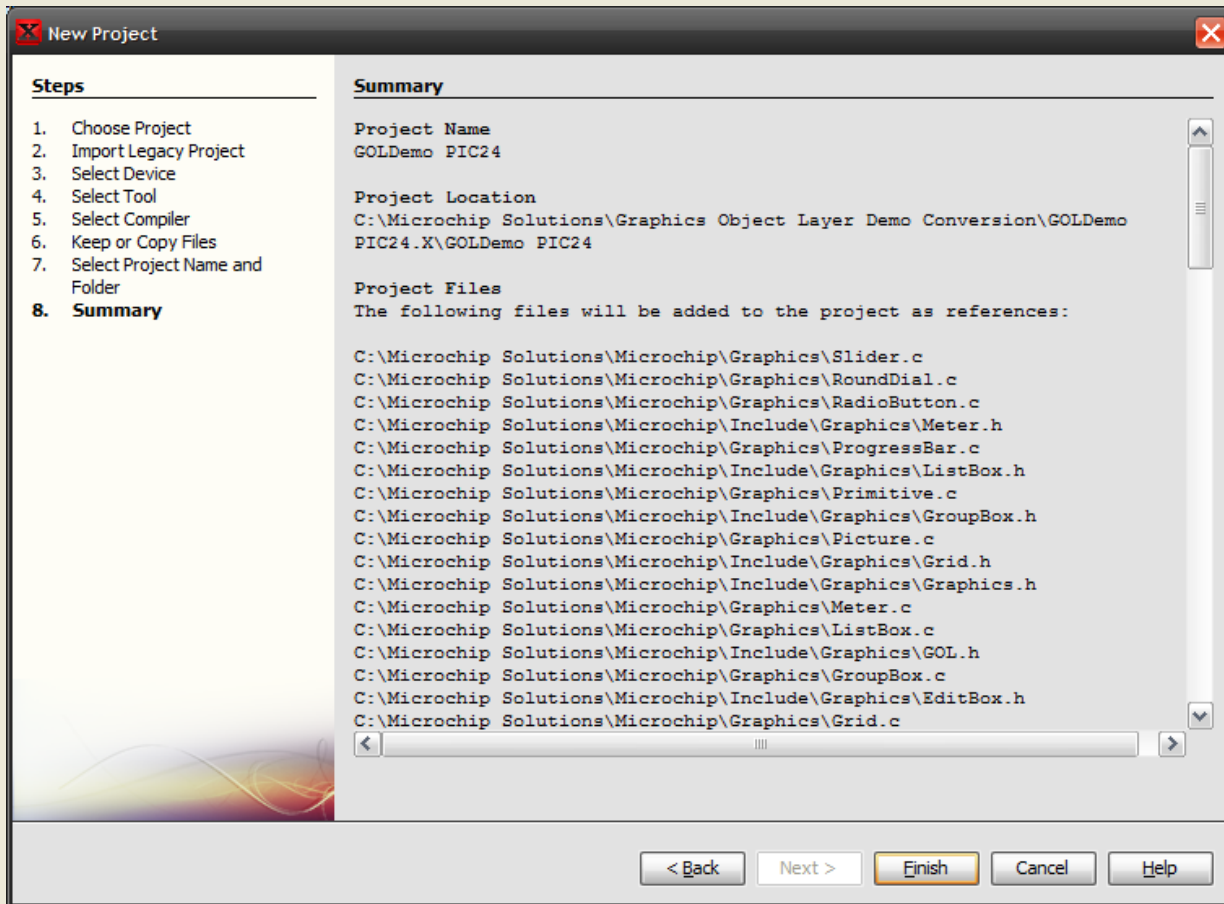 New Project
Steps
1. Choose Project
2. Import Legacy Project
3. Select Device
4. Select Tool
5. Select Compiler
6. Keep or Copy Files
7. Select Project Name and
Folder
8. Summary
Summary
Project Name
GOLDemo PIC24
Project Location
C:\Microchip Solutions\Graphics Object Layer Demo Conversion\GOLDemo
PIC24.X\GOLDemo PIC24
Project Files
The following files will be added to the project as references:
C:\Microchip Solutions\Microchip\Graphics\Slider.c
C:\Microchip Solutions\Microchip\Graphics\RoundDial.c
C:\Microchip Solutions\Microchip\Graphics\RadioButton.c
C:\Microchip Solutions\Microchip\Include\Graphics\Meter.h
C:\Microchip Solutions\Microchip\Graphics\ProgressBar.c
C:\Microchip Solutions\Microchip\Include\Graphics\ListBox.h
C:\Microchip Solutions\Microchip\Graphics\Primitive.c
C:\Microchip Solutions\Microchip\Include\Graphics\GroupBox.h
C:\Microchip Solutions\Microchip\Graphics\Picture.c
C:\Microchip Solutions\Microchip\Include\Graphics\Grid.h
C:\Microchip Solutions\Microchip\Include\Graphics\Graphics.h
C:\Microchip Solutions\Microchip\Graphics\Meter.c
C:\Microchip Solutions\Microchip\Graphics\ListBox.c
C:\Microchip Solutions\Microchip\Include\Graphics\GOL.h
C:\Microchip Solutions\Microchip\Graphics\GroupBox.c
C:\Microchip Solutions\Microchip\Include\Graphics\EditBox.h
C:\Microchip Solutions\Microchip\Graphics\Grid.c
< Back
Next >
Finish
Cancel
Help